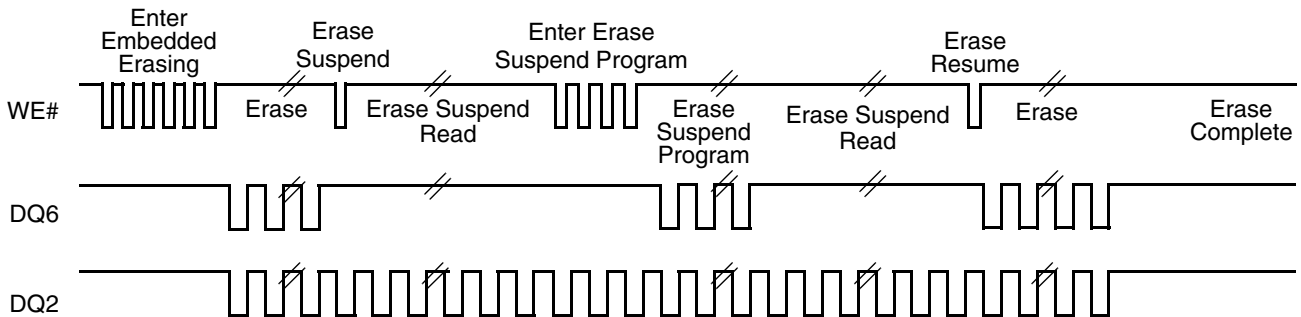 Enter
Embedded
Erasing
Erase
Suspend
Enter Erase
Suspend Program
Erase
Resume
WE#
Erase
Erase Suspend
Read
Erase
Suspend
Program
Erase Suspend
Read
Erase
Erase
Complete
DQ6
DQ2